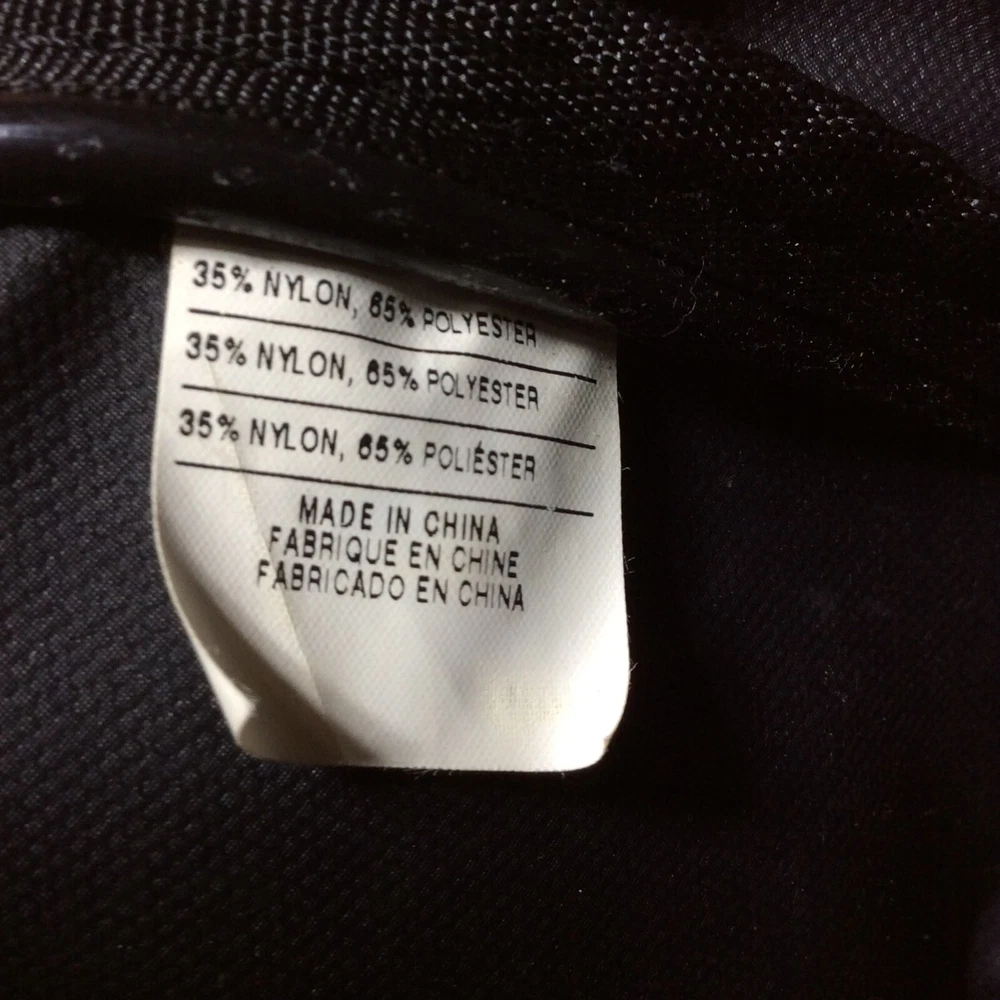 35% NYLON, 65% POLYESTER
35% NYLON, 65% POLYESTER
35% NYLON, 65% POLIÉSTER
MADE IN CHINA
FABRIQUE EN CHINE
FABRICADO EN CHINA